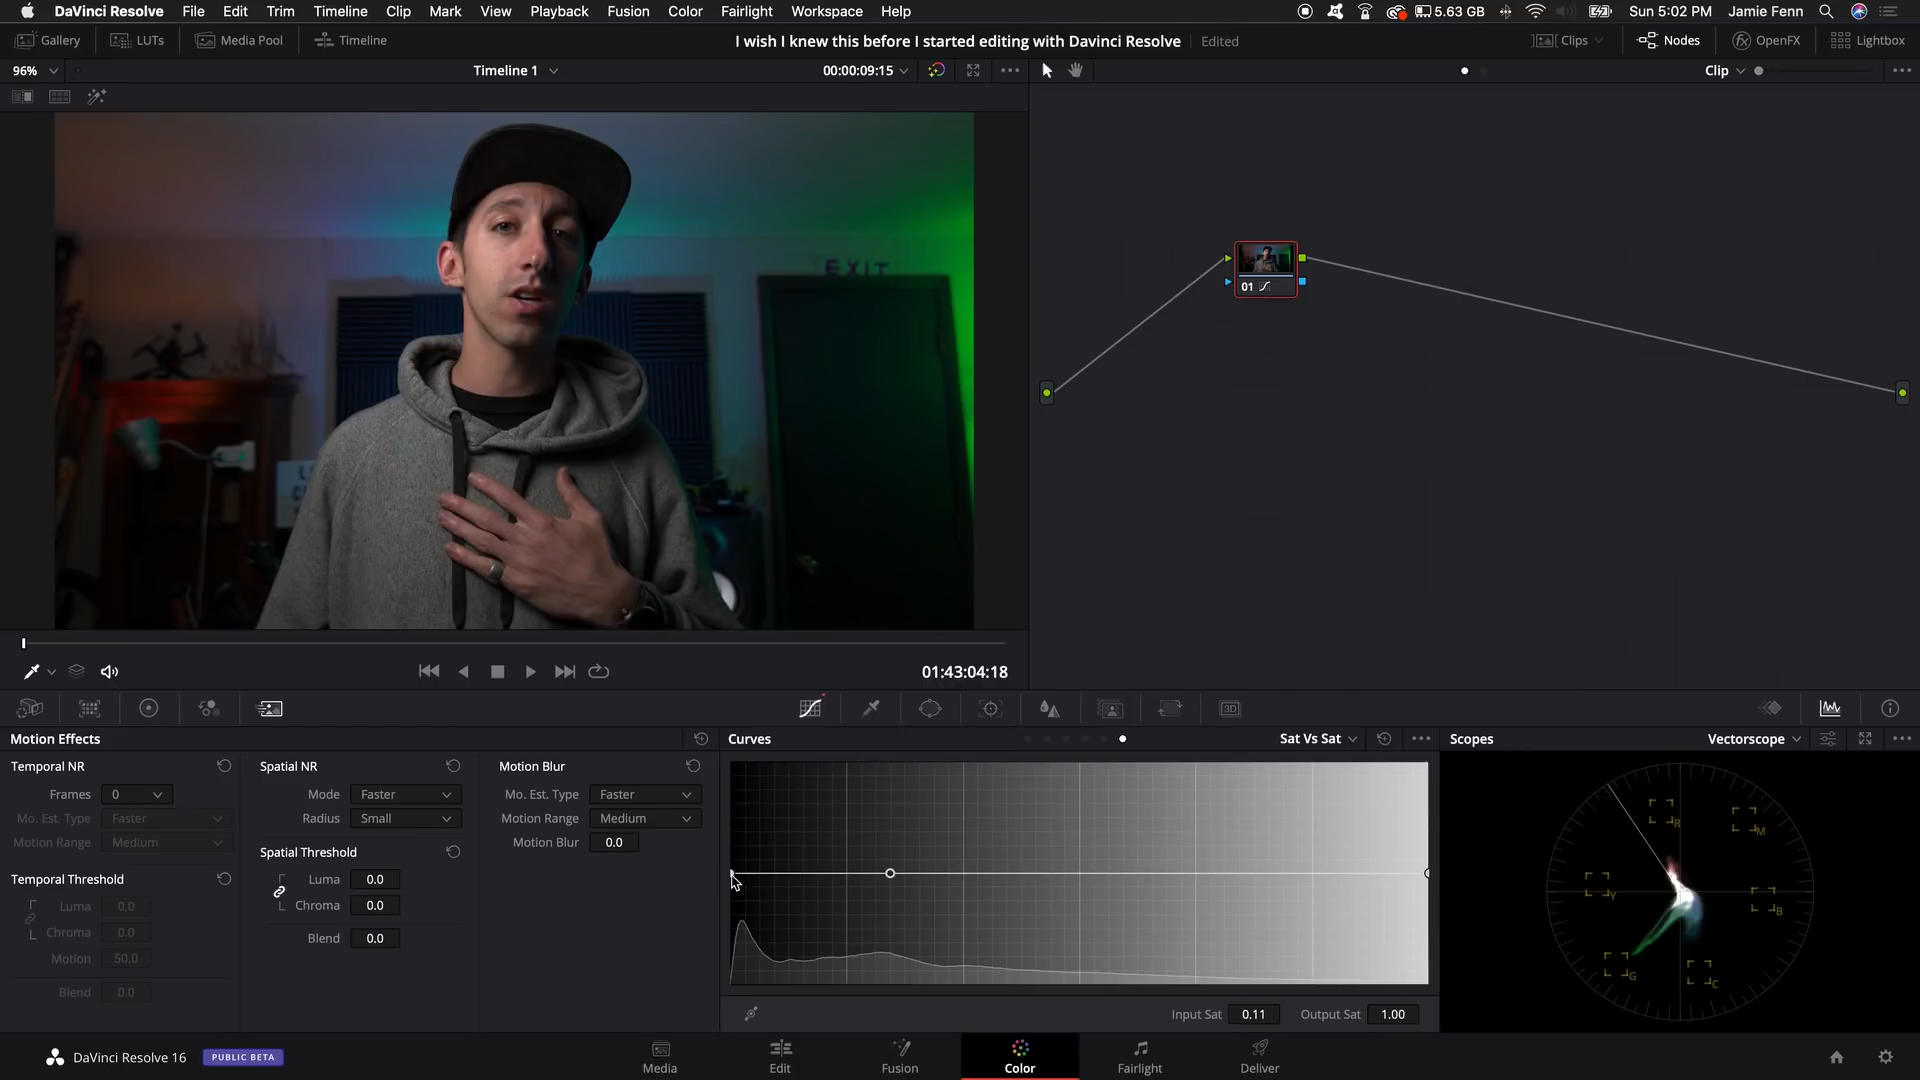 DaVinci Resolve File Edit Trim Timeline Clip Mark View Playback Fusion Color Fairlight Workspace Help 5.63 GB Sun 5:02 PM Jamie Fenn
Gallery LUTs Media Pool Timeline I wish I knew this before I started editing with Davinci Resolve Edited Clips Nodes OpenFX Lightbox
96% Timeline 1 00:00:09:15 Clip
EXIT
01
01:43:04:18
3D
Motion Effects Curves Sat Vs Sat Scopes Vectorscope
Temporal NR Spatial NR Motion Blur
Frames 0 Mode Faster Mo. Est. Type Faster
Mo. Est. Type Faster Radius Small Motion Range Medium
Motion Range Medium Motion Blur 0.0
Spatial Threshold
Temporal Threshold Luma 0.0
Luma 0.0 Chroma 0.0
Chroma 0.0 Blend 0.0
Motion 50.0
Blend 0.0
R M
Y B
G C
Input Sat 0.11 Output Sat 1.00
DaVinci Resolve 16 PUBLIC BETA Media Edit Fusion Color Fairlight Deliver